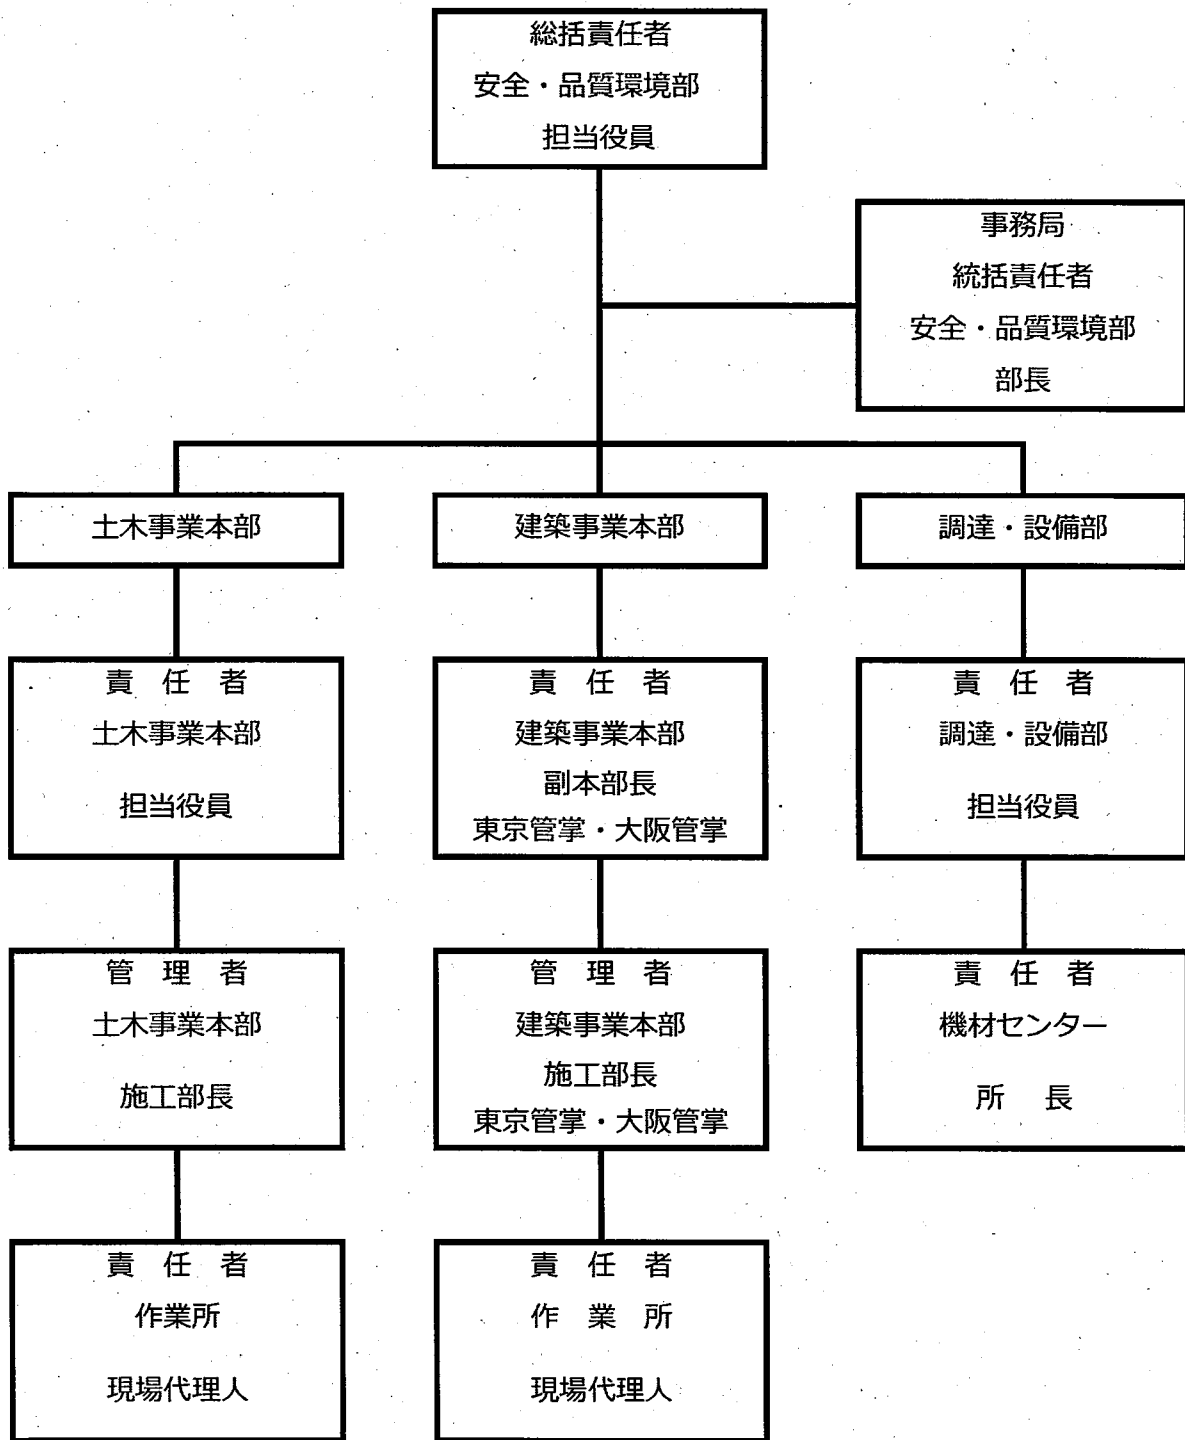 総括責任者
安全・品質環境部
担当役員
事務局
統括責任者
安全・品質環境部
部長
土木事業本部
建築事業本部
調達・設備部
責 任 者
土木事業本部
担当役員
責 任 者
建築事業本部
副本部長
東京管掌・大阪管掌
責 任 者
調達・設備部
担当役員
管 理 者
土木事業本部
施工部長
管 理 者
建築事業本部
施工部長
東京管掌・大阪管掌
責 任 者
機材センター
所 長
責 任 者
作業所
現場代理人
責 任 者
作 業 所
現場代理人